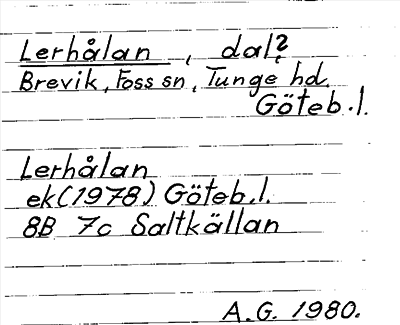 Lerhålan, dal?
Brevik, Foss sn, Tunge hd.
Göteb.l.
Lerhålan
ek(1978) Göteb.l.
8B 7c Saltkällan
A.G. 1980.